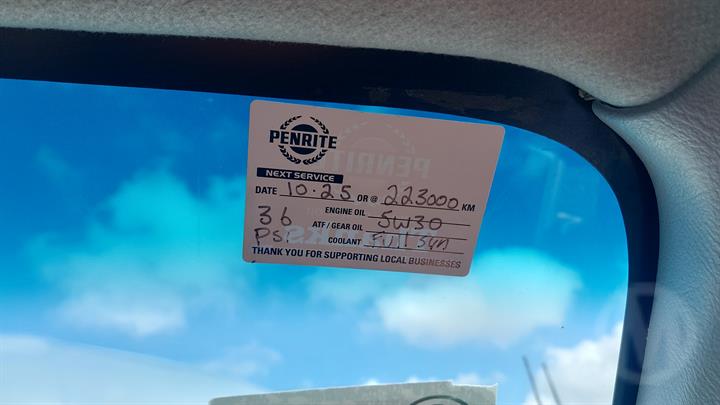 PENRITE
NEXT SERVICE
DATE 10.25 OR @ 223000 KM
36 PSI
ENGINE OIL 5W30
ATF / GEAR OIL
COOLANT
THANK YOU FOR SUPPORTING LOCAL BUSINESSES